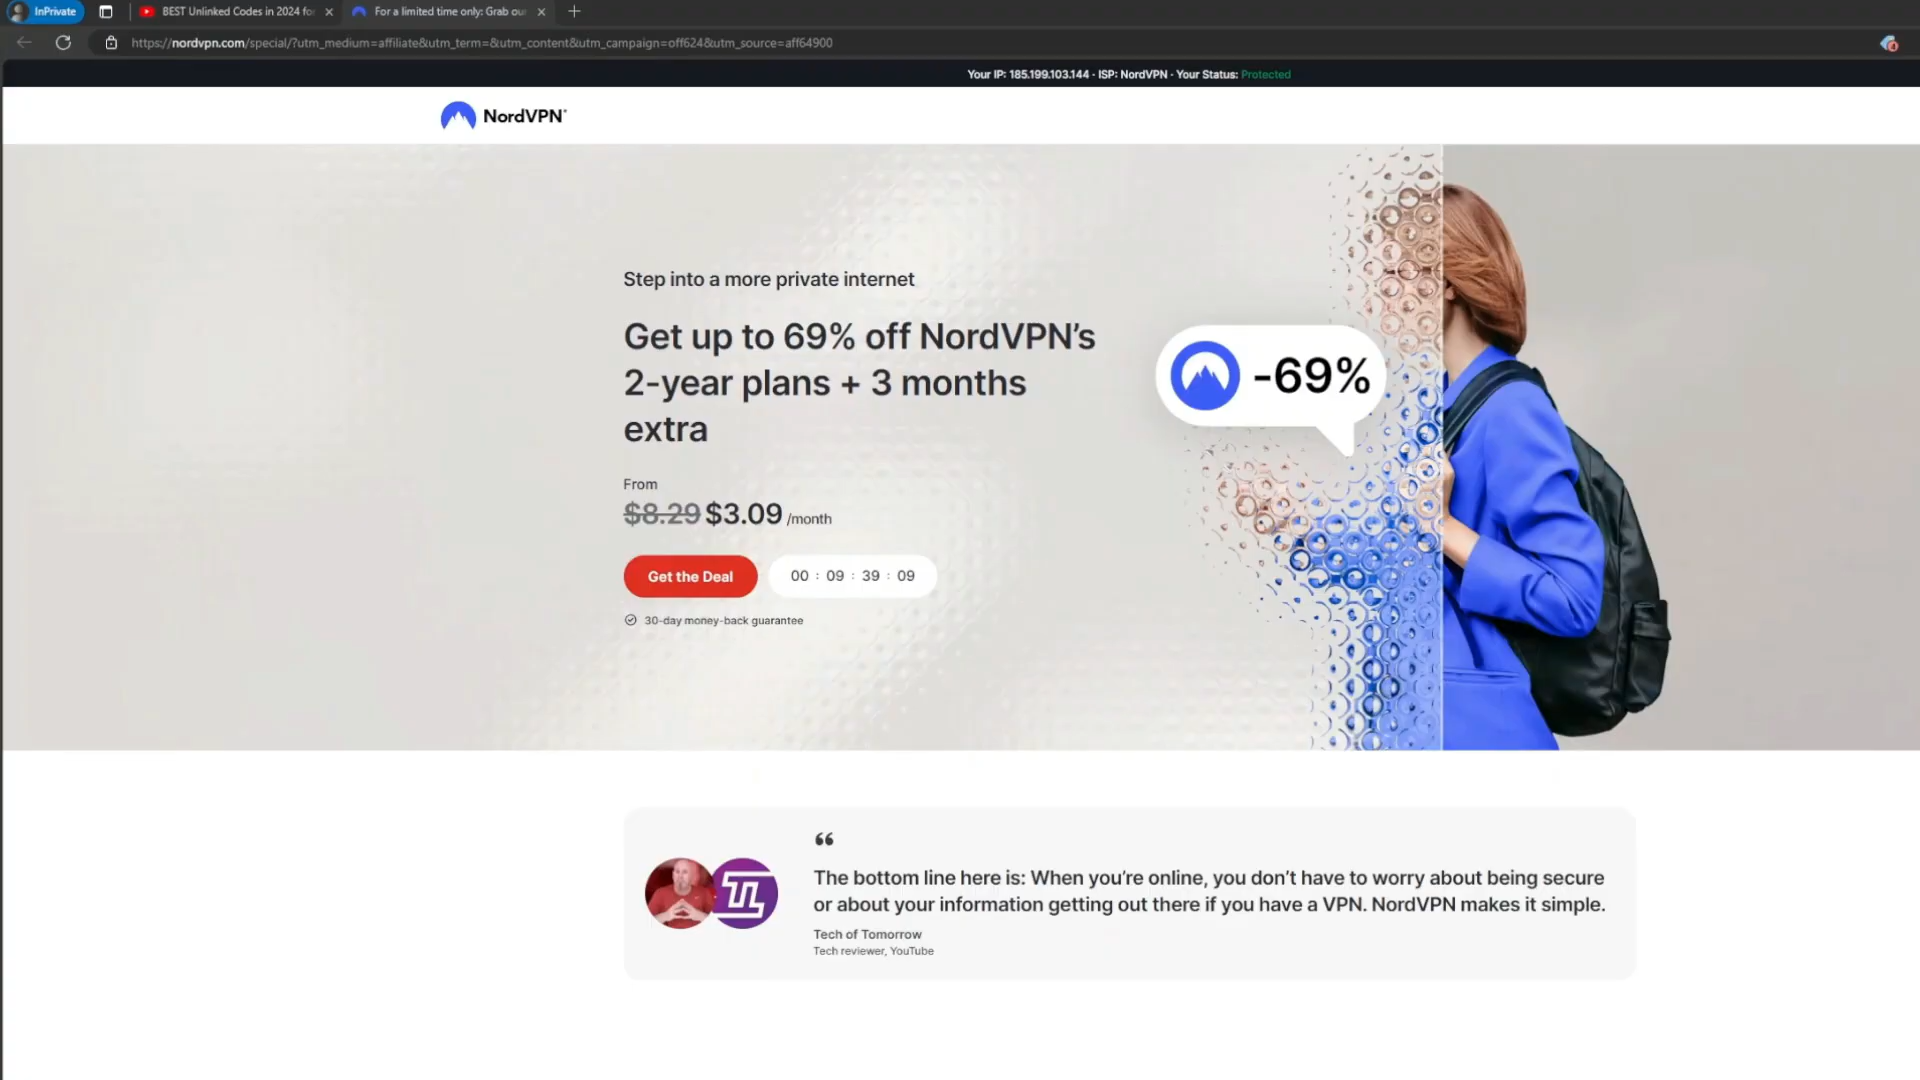 InPrivate
BEST Unlinked Codes in 2024 fo
For a limited time only: Grab ou
https://nordvpn.com/special/?utm_medium=affiliate&utm_term=&utm_content&utm_campaign=off624&utm_source=aff64900
Your IP: 185.199.103.144 · ISP: NordVPN · Your Status: Protected
NordVPN®
Step into a more private internet
Get up to 69% off NordVPN’s
2-year plans + 3 months
extra
-69%
From
$8.29 $3.09 /month
Get the Deal
00 : 09 : 39 : 09
30-day money-back guarantee
“
The bottom line here is: When you’re online, you don’t have to worry about being secure
or about your information getting out there if you have a VPN. NordVPN makes it simple.
Tech of Tomorrow
Tech reviewer, YouTube